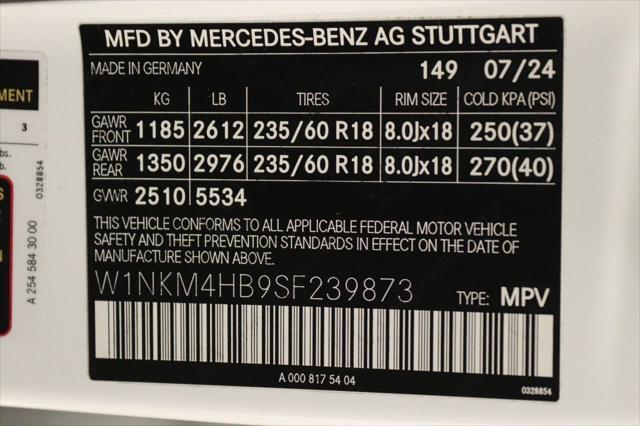 MFD BY MERCEDES-BENZ AG STUTTGART
MADE IN GERMANY 149 07/24
KG LB TIRES RIM SIZE COLD KPA(PSI)
GAWR FRONT 1185 2612 235/60 R18 8.0Jx18 250(37)
GAWR REAR 1350 2976 235/60 R18 8.0Jx18 270(40)
GVWR 2510 5534
THIS VEHICLE CONFORMS TO ALL APPLICABLE FEDERAL MOTOR VEHICLE
SAFETY AND THEFT PREVENTION STANDARDS IN EFFECT ON THE DATE OF
MANUFACTURE SHOWN ABOVE.
W1NKM4HB9SF239873 TYPE: MPV
A 000 817 54 04
0328854
MENT
3
bs.
b.
0328854
A 254 584 30 00